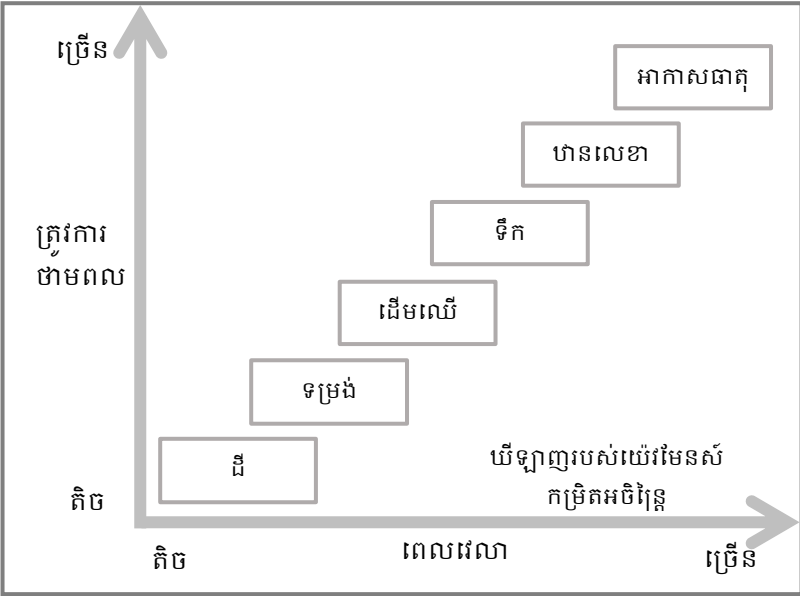 ច្រើន
អាកាសធាតុ
ឋានលេខា
ត្រូវការ
ថាមពល
ទឹក
ដើមឈើ
ទម្រង់
ដី
ឃីឡាញរបស់យ៉េវមែនស៍
កម្រិតអចិន្ត្រៃ
តិច
តិច
ពេលវេលា
ច្រើន